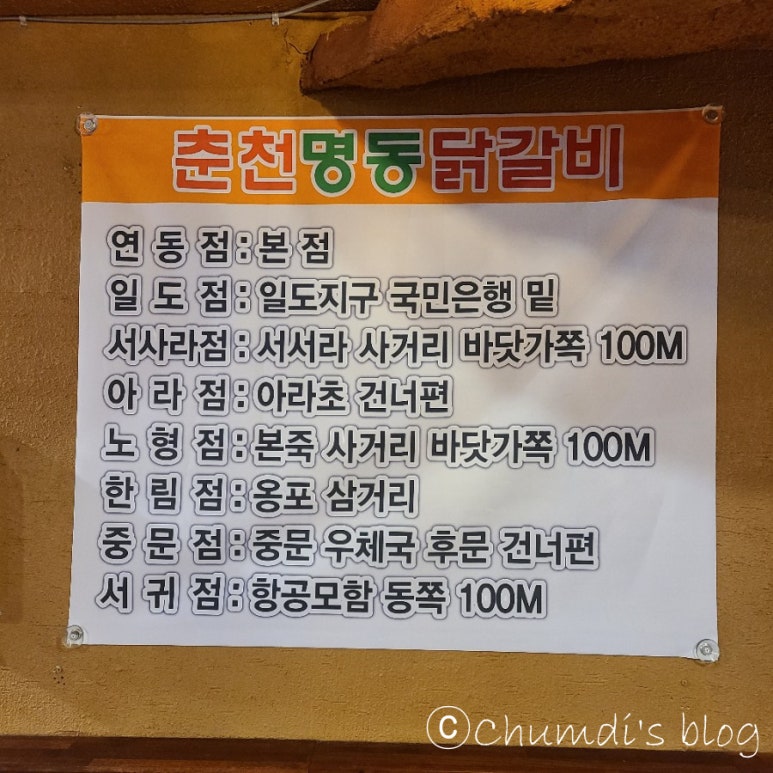 춘천명동닭갈비
연 동 점 : 본 점
일 도 점 : 일도지구 국민은행 밑
서사라점 : 서서라 사거리 바닷가쪽 100M
아 라 점 : 아라초 건너편
노 형 점 : 본죽 사거리 바닷가쪽 100M
한 림 점 : 옹포 삼거리
중 문 점 : 중문 우체국 후문 건너편
서 귀 점 : 항공모함 동쪽 100M
©Chumdi's blog